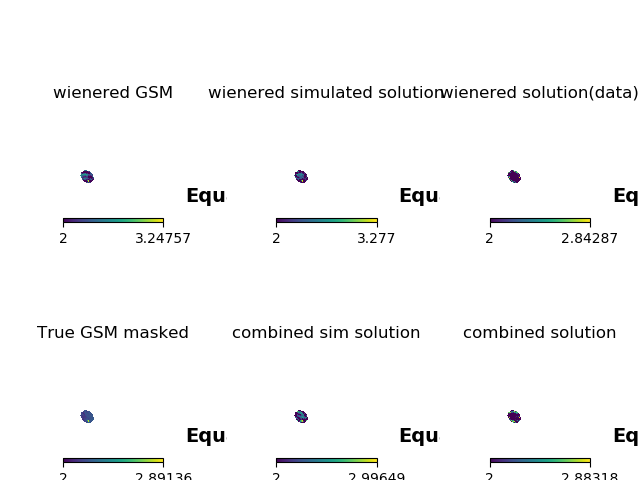 wienered GSM wienered simulated solution wienered solution(data)
Equ Equ Eq
2 3.24757 2 3.277 2 2.84287
True GSM masked combined sim solution combined solution
Equ Equ Eq
2 2.89136 2 2.99649 2 2.88318